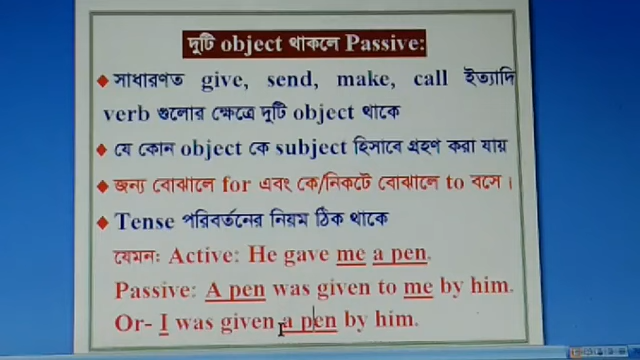 দুটি object থাকলে Passive:
সাধারণত give, send, make, call ইত্যাদি
verb গুলোর ক্ষেত্রে দুটি object থাকে
যে কোন object কে subject হিসাবে গ্রহণ করা যায়
জন্য বোঝালে for এবং কে/নিকটে বোঝালে to বসে।
Tense পরিবর্তনের নিয়ম ঠিক থাকে
যেমনঃ Active: He gave me a pen.
Passive: A pen was given to me by him.
Or- I was given a pen by him.